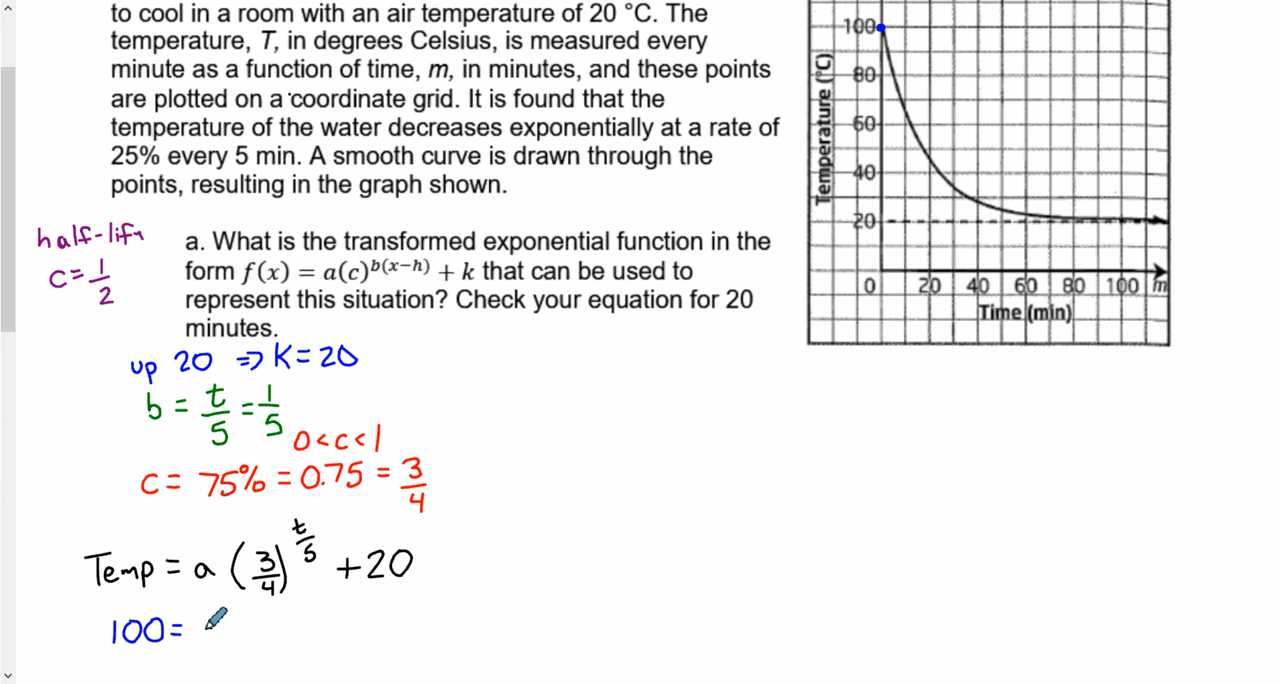 to cool in a room with an air temperature of 20 °C. The
temperature, T, in degrees Celsius, is measured every
minute as a function of time, m, in minutes, and these points
are plotted on a coordinate grid. It is found that the
temperature of the water decreases exponentially at a rate of
25% every 5 min. A smooth curve is drawn through the
points, resulting in the graph shown.
Temperature (°C)
100
80
60
40
20
0 20 40 60 80 100 m
Time (min)
half-life
c = 1/2
a. What is the transformed exponential function in the
form f(x) = a(c)^{b(x−h)} + k that can be used to
represent this situation? Check your equation for 20
minutes.
up 20 ⇒ K = 20
b = t/5 = 1/5
0 < c < 1
c = 75% = 0.75 = 3/4
Temp = a (3/4)^{t/5} + 20
100 =